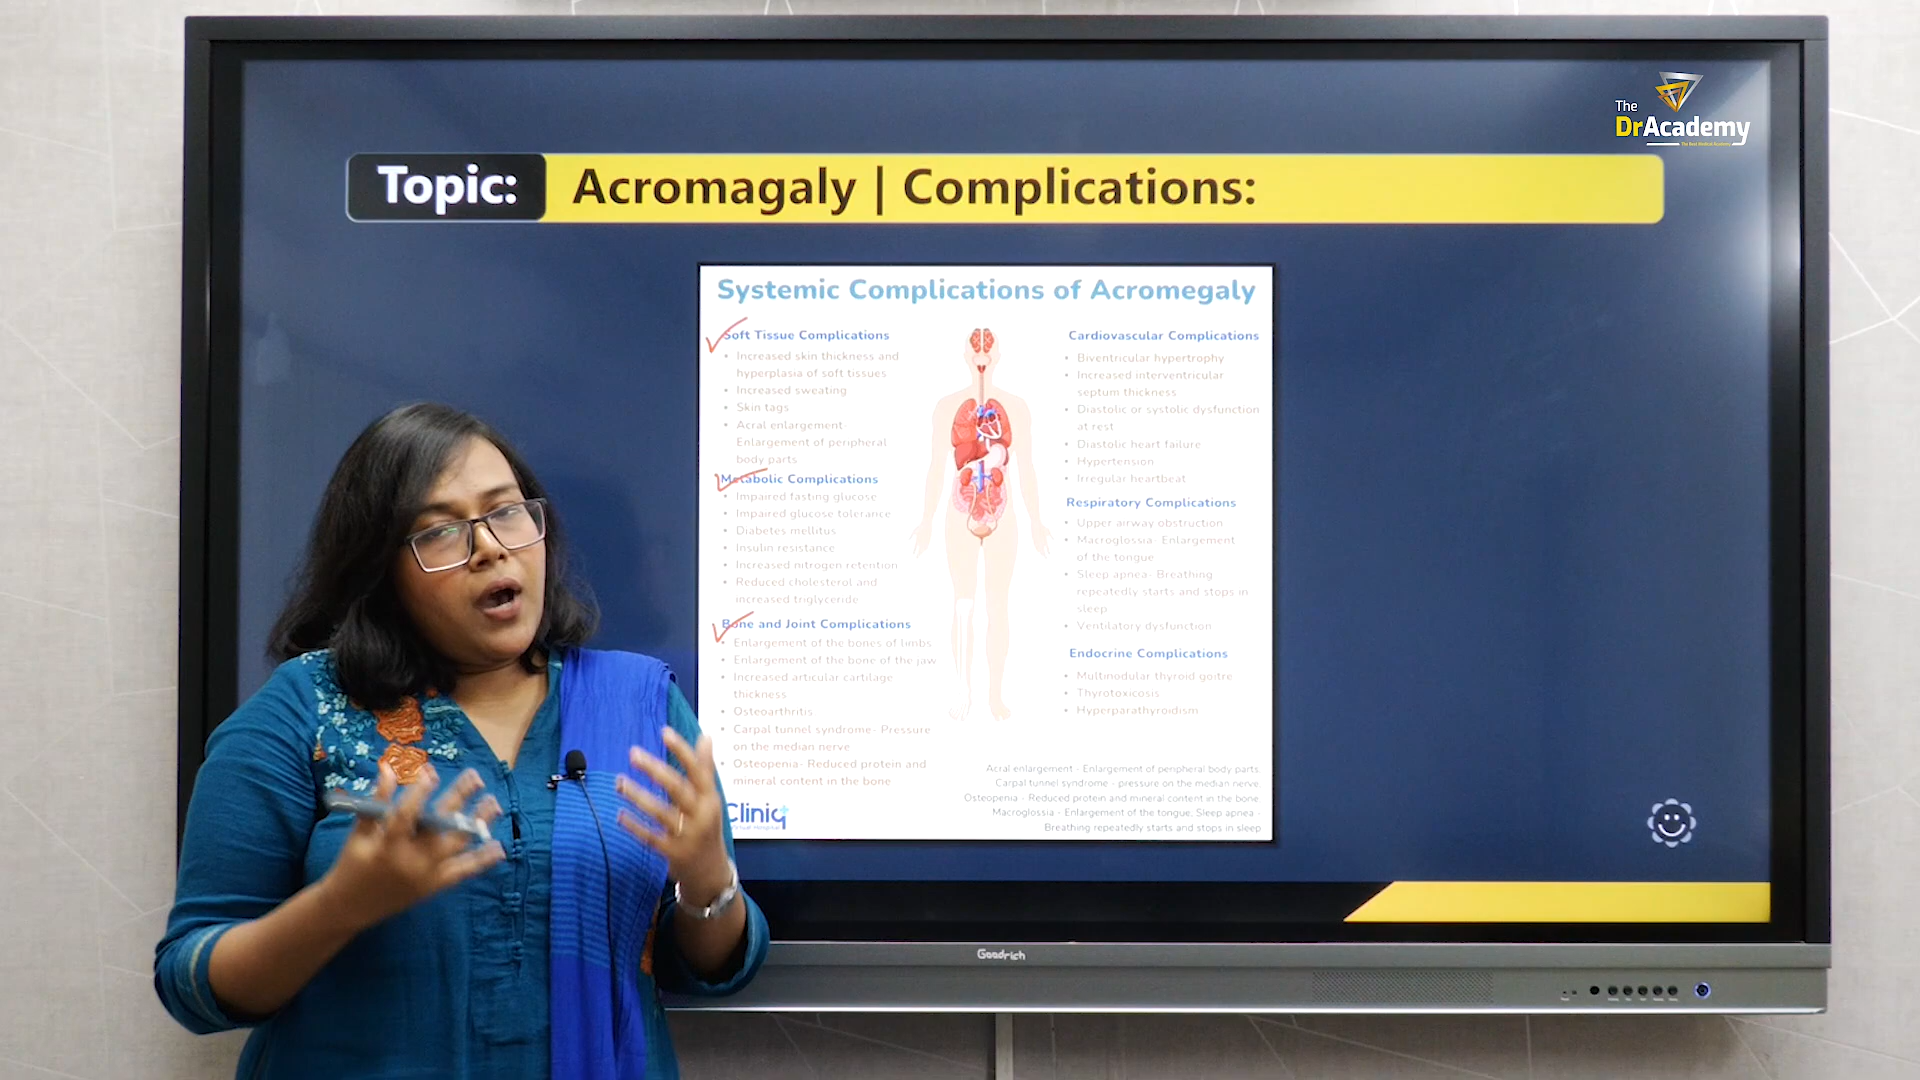 The
DrAcademy
Topic:
Acromagaly | Complications:
Systemic Complications of Acromegaly
Soft Tissue Complications
• Increased skin thickness and
hyperplasia of soft tissues
• Increased sweating
• Skin tags
• Acral enlargement-
Enlargement of peripheral
body parts
Metabolic Complications
• Impaired fasting glucose
• Impaired glucose tolerance
• Diabetes mellitus
• Insulin resistance
• Increased nitrogen retention
• Reduced cholesterol and
increased triglyceride
Bone and Joint Complications
• Enlargement of the bones of limbs
• Enlargement of the bone of the jaw
• Increased articular cartilage
thickness
• Osteoarthritis
• Carpal tunnel syndrome- Pressure
on the median nerve
• Osteopenia- Reduced protein and
mineral content in the bone
Cardiovascular Complications
• Biventricular hypertrophy
• Increased interventricular
septum thickness
• Diastolic or systolic dysfunction
at rest
• Diastolic heart failure
• Hypertension
• Irregular heartbeat
Respiratory Complications
• Upper airway obstruction
• Macroglossia- Enlargement
of the tongue
• Sleep apnea- Breathing
repeatedly starts and stops in
sleep
• Ventilatory dysfunction
Endocrine Complications
• Multinodular thyroid goitre
• Thyrotoxicosis
• Hyperparathyroidism
Acral enlargement - Enlargement of peripheral body parts.
Carpal tunnel syndrome - pressure on the median nerve.
Osteopenia - Reduced protein and mineral content in the bone.
Macroglossia - Enlargement of the tongue, Sleep apnea -
Breathing repeatedly starts and stops in sleep
Cliniq
Goodrich